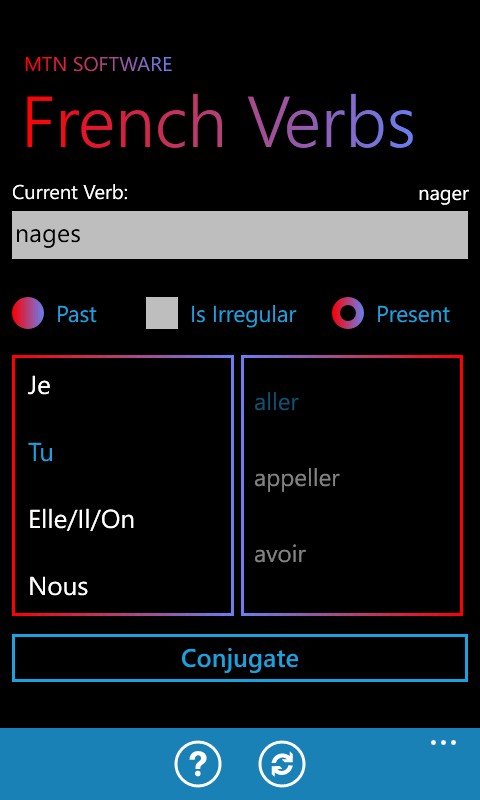 MTN SOFTWARE
French Verbs
Current Verb: nager
nages
Past Is Irregular Present
Je
Tu
Elle/Il/On
Nous
aller
appeller
avoir
Conjugate
?